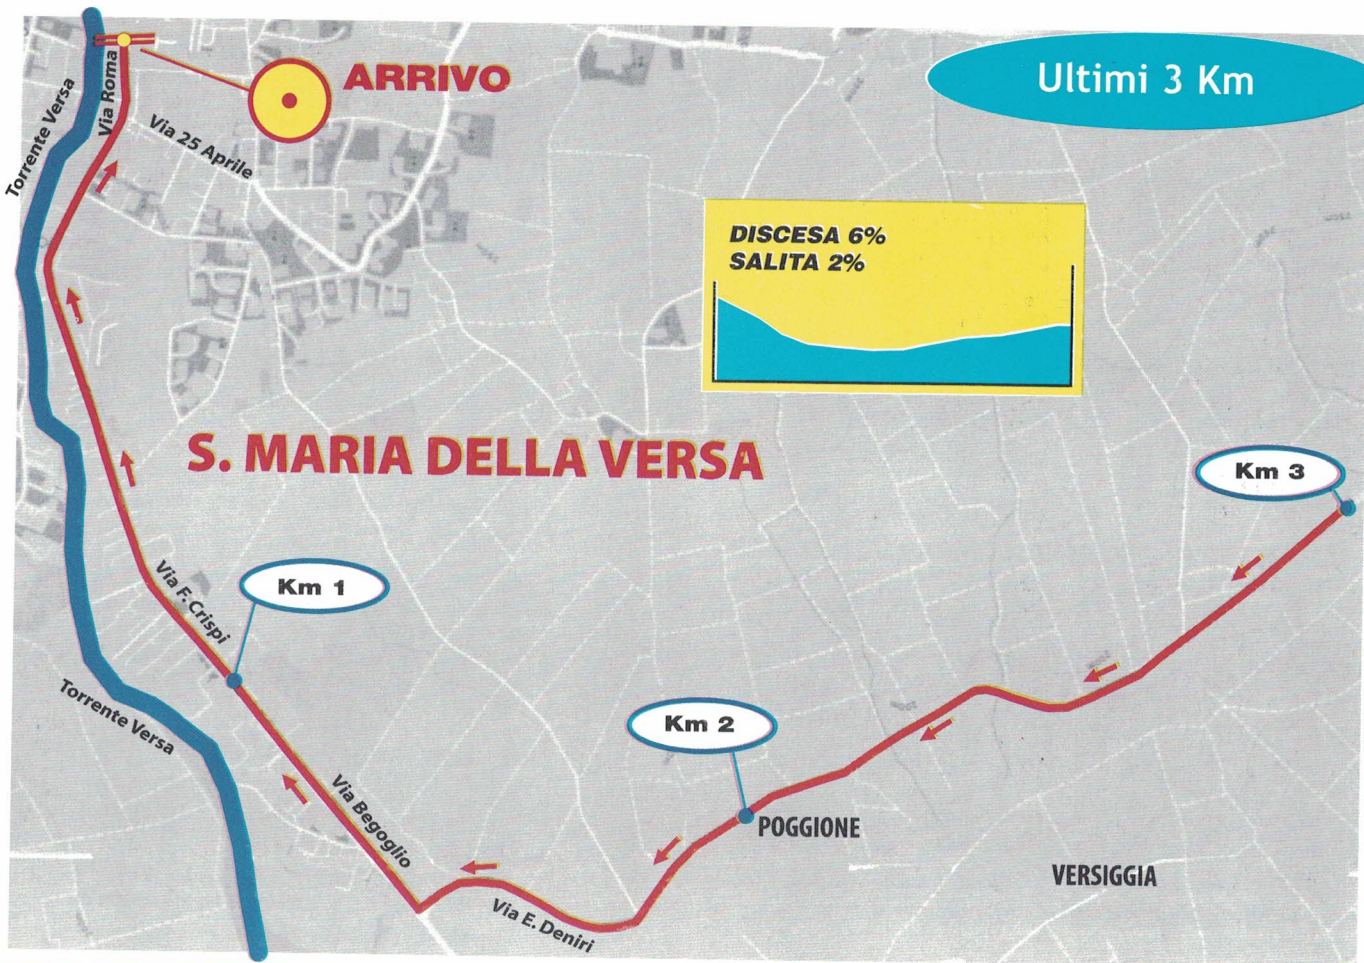 Ultimi 3 Km
ARRIVO
Via Roma
Torrente Versa
Via 25 Aprile
DISCESA 6%
SALITA 2%
S. MARIA DELLA VERSA
Km 3
Km 1
Via F. Crispi
Km 2
Torrente Versa
Via Begoglio
POGGIONE
VERSIGGIA
Via E. Deniri